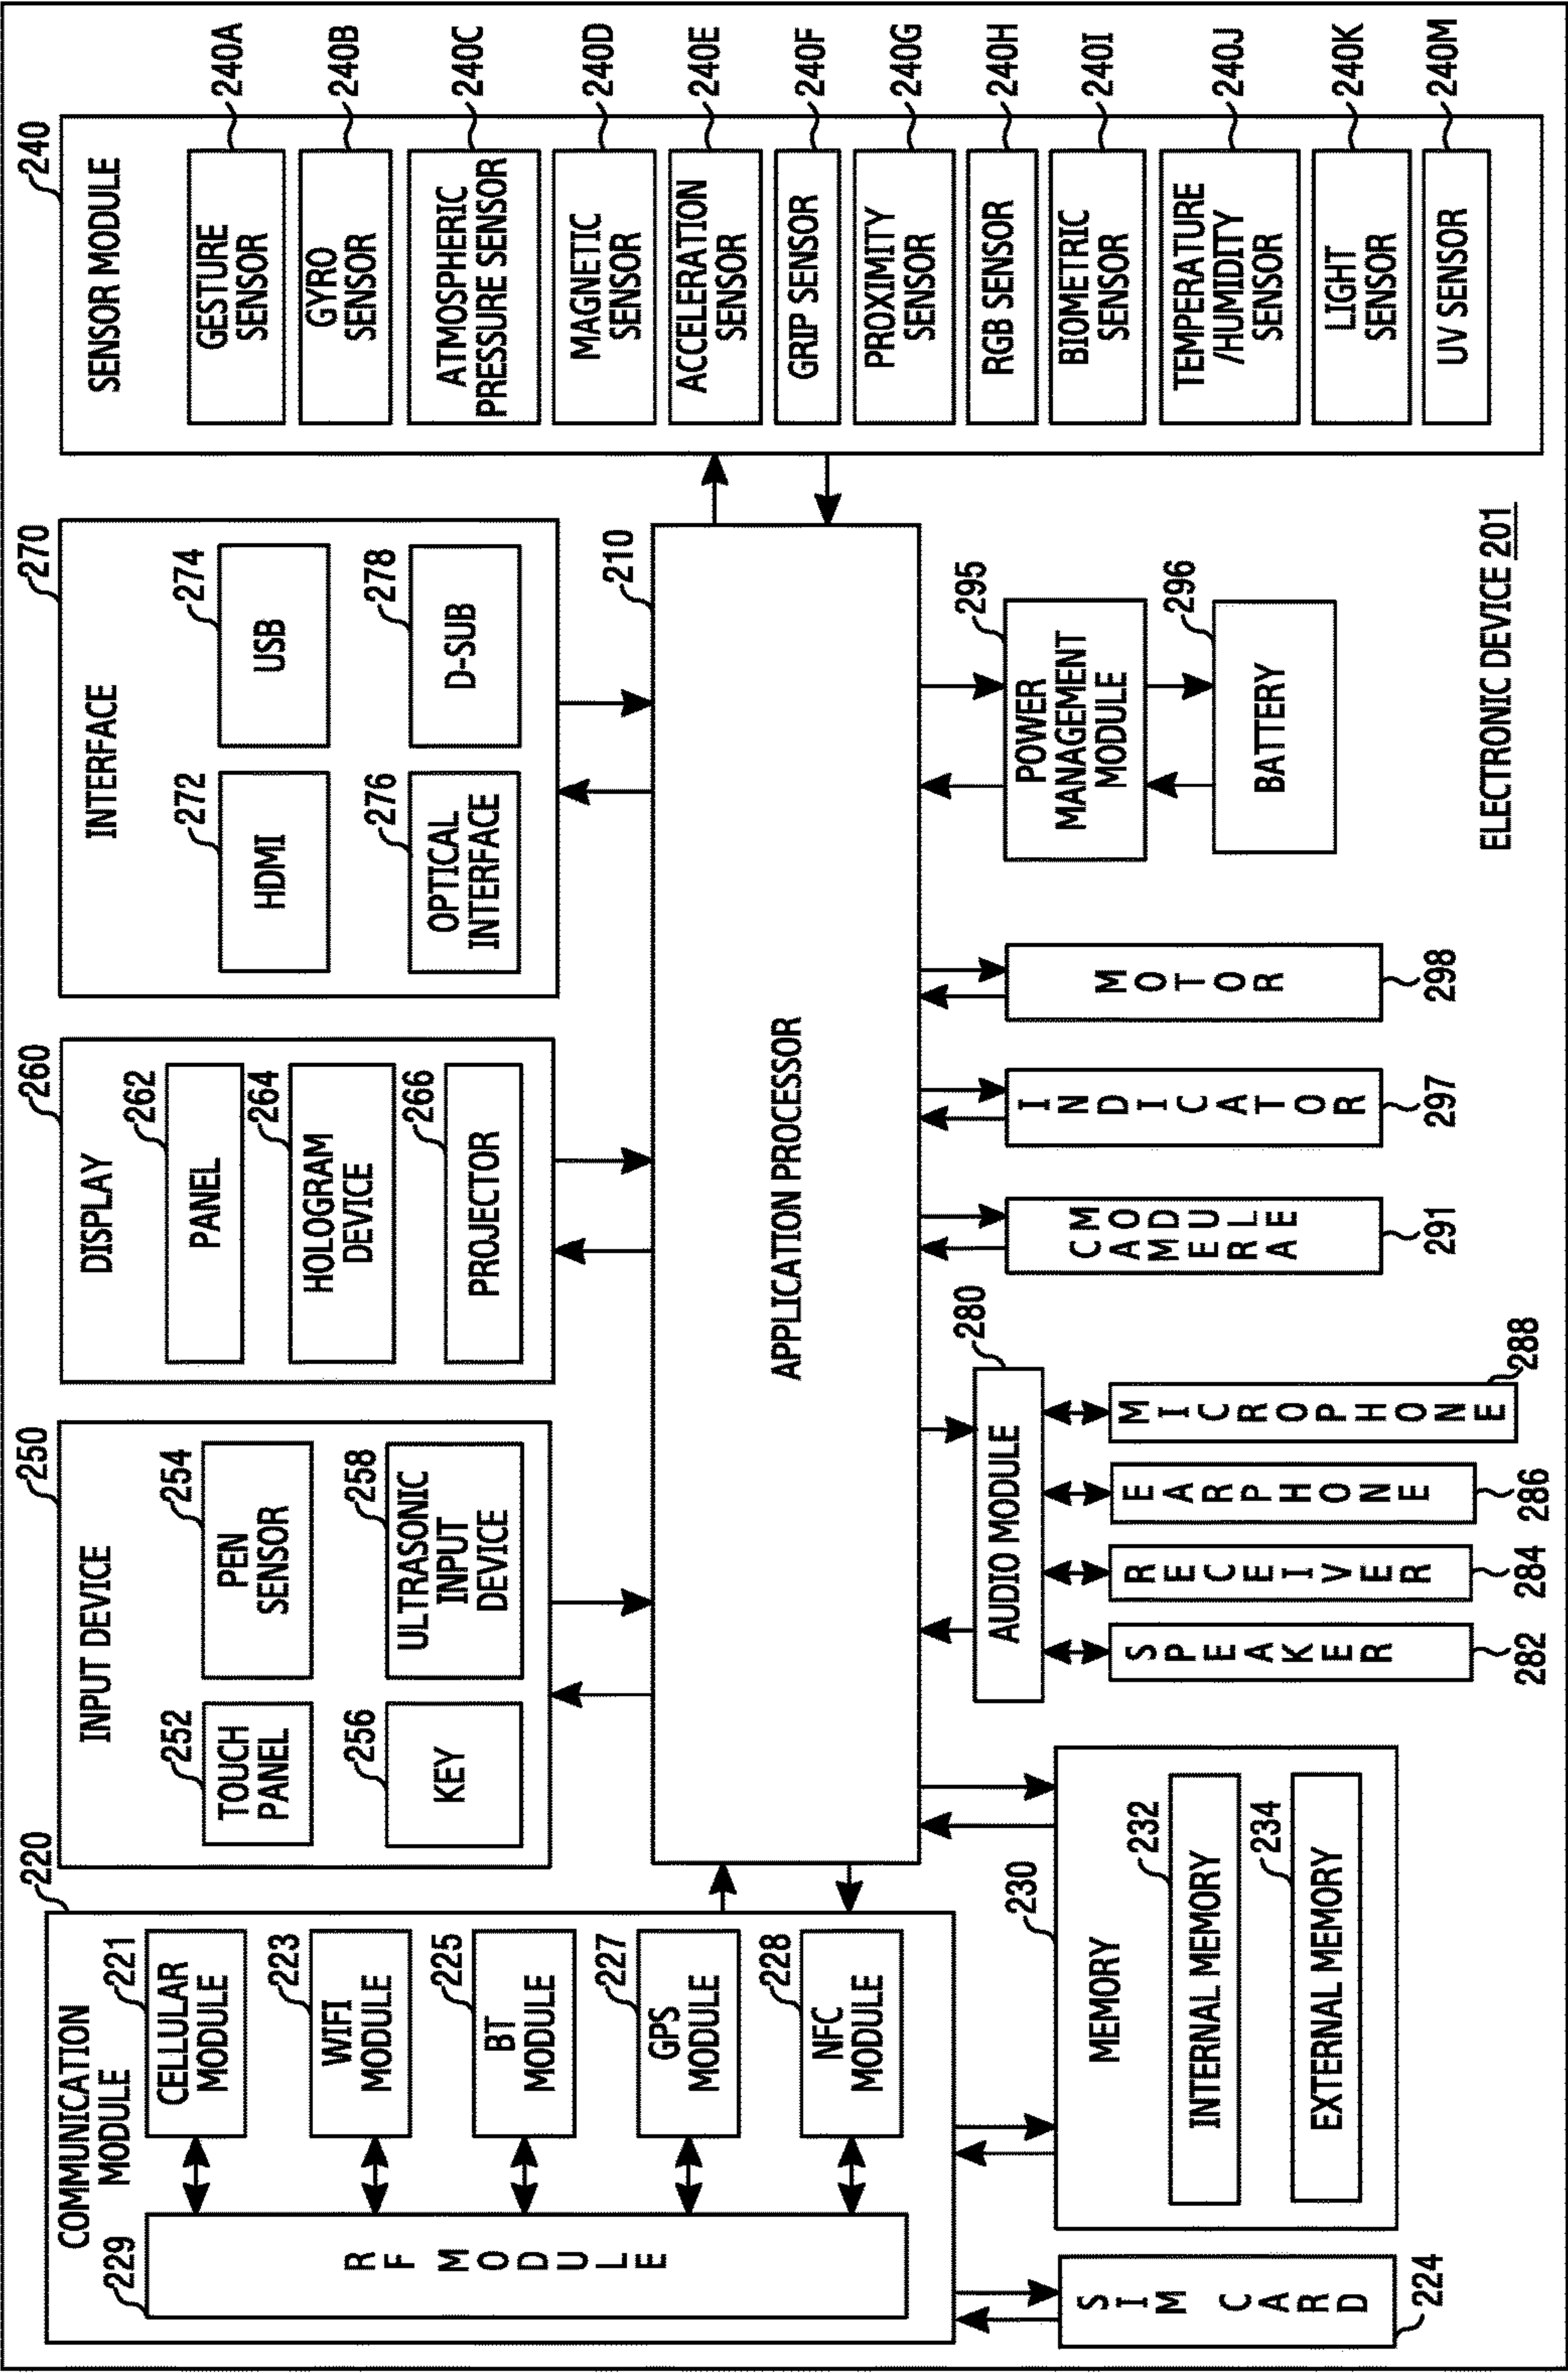 COMMUNICATION
MODULE
220
229
RF MODULE
221
CELLULAR
MODULE
223
WIFI
MODULE
225
BT
MODULE
227
GPS
MODULE
228
NFC
MODULE
SIM CARD
224
230
MEMORY
232
INTERNAL MEMORY
234
EXTERNAL MEMORY
250
INPUT DEVICE
252
TOUCH
PANEL
254
PEN
SENSOR
256
KEY
258
ULTRASONIC
INPUT
DEVICE
260
DISPLAY
262
PANEL
264
HOLOGRAM
DEVICE
266
PROJECTOR
270
INTERFACE
272
HDMI
274
USB
276
OPTICAL
INTERFACE
278
D-SUB
210
APPLICATION PROCESSOR
280
AUDIO MODULE
SPEAKER
282
RECEIVER
284
EARPHONE
286
MICROPHONE
288
CAMERA
MODULE
291
INDICATOR
297
MOTOR
298
295
POWER
MANAGEMENT
MODULE
296
BATTERY
240
SENSOR MODULE
GESTURE
SENSOR
240A
GYRO
SENSOR
240B
ATMOSPHERIC
PRESSURE SENSOR
240C
MAGNETIC
SENSOR
240D
ACCELERATION
SENSOR
240E
GRIP SENSOR
240F
PROXIMITY
SENSOR
240G
RGB SENSOR
240H
BIOMETRIC
SENSOR
240I
TEMPERATURE
/HUMIDITY
SENSOR
240J
LIGHT
SENSOR
240K
UV SENSOR
240M
ELECTRONIC DEVICE 201